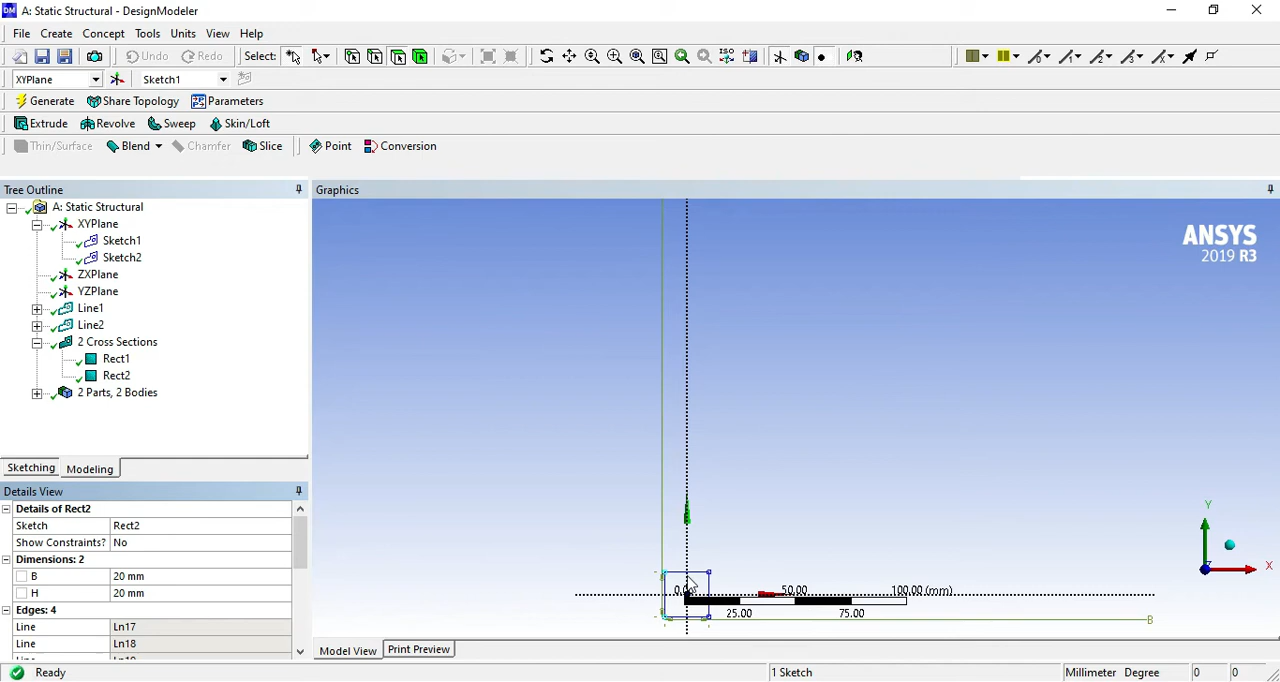 A: Static Structural - DesignModeler
File Create Concept Tools Units View Help
Undo Redo Select:
XYPlane Sketch1
Generate Share Topology Parameters
Extrude Revolve Sweep Skin/Loft
Thin/Surface Blend Chamfer Slice Point Conversion
Tree Outline
A: Static Structural
XYPlane
Sketch1
Sketch2
ZXPlane
YZPlane
Line1
Line2
2 Cross Sections
Rect1
Rect2
2 Parts, 2 Bodies
Sketching Modeling
Details View
Details of Rect2
Sketch Rect2
Show Constraints? No
Dimensions: 2
B 20 mm
H 20 mm
Edges: 4
Line Ln17
Line Ln18
Graphics
ANSYS
2019 R3
50.00 100.00 (mm)
25.00 75.00
B
Y
X
Model View Print Preview
Ready 1 Sketch Millimeter Degree 0 0